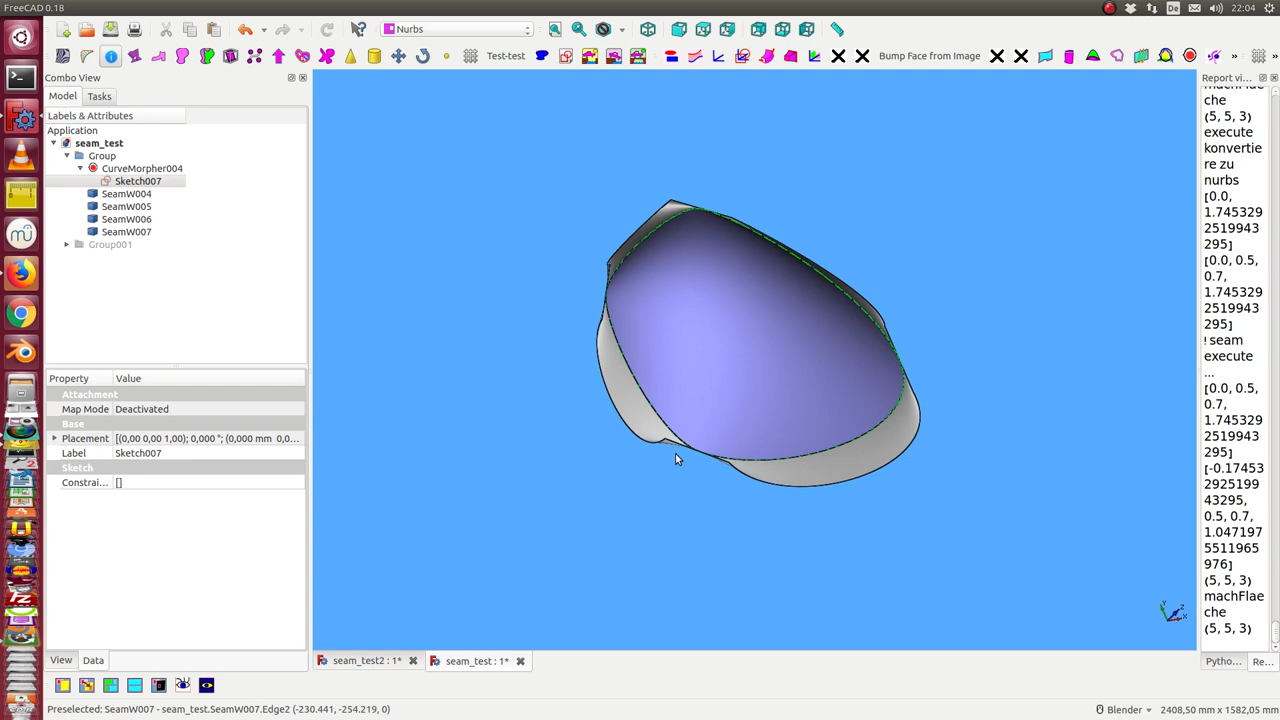 FreeCAD 0.18
De
22:04
Nurbs
Test-test
Bump Face from Image
Combo View
Model
Tasks
Labels & Attributes
Application
seam_test
Group
CurveMorpher004
Sketch007
SeamW004
SeamW005
SeamW006
SeamW007
Group001
Property
Value
Attachment
Map Mode
Deactivated
Base
Placement
[(0,00 0,00 1,00); 0,000 °; (0,000 mm 0,0...
Label
Sketch007
Sketch
Constrai...
[]
View
Data
seam_test2 : 1*
seam_test : 1*
Report vi...
machFlae
che
(5, 5, 3)
execute
konvertie
re zu
nurbs
[0.0,
1.745329
2519943
295]
[0.0, 0.5,
0.7,
1.745329
2519943
295]
! seam
execute
...
[0.0, 0.5,
0.7,
1.745329
2519943
295]
[-0.17453
2925199
43295,
0.5, 0.7,
1.047197
5511965
976]
(5, 5, 3)
machFlae
che
(5, 5, 3)
Pytho...
Re...
Preselected: SeamW007 - seam_test.SeamW007.Edge2 (-230.441, -254.219, 0)
Blender
2408,50 mm x 1582,05 mm